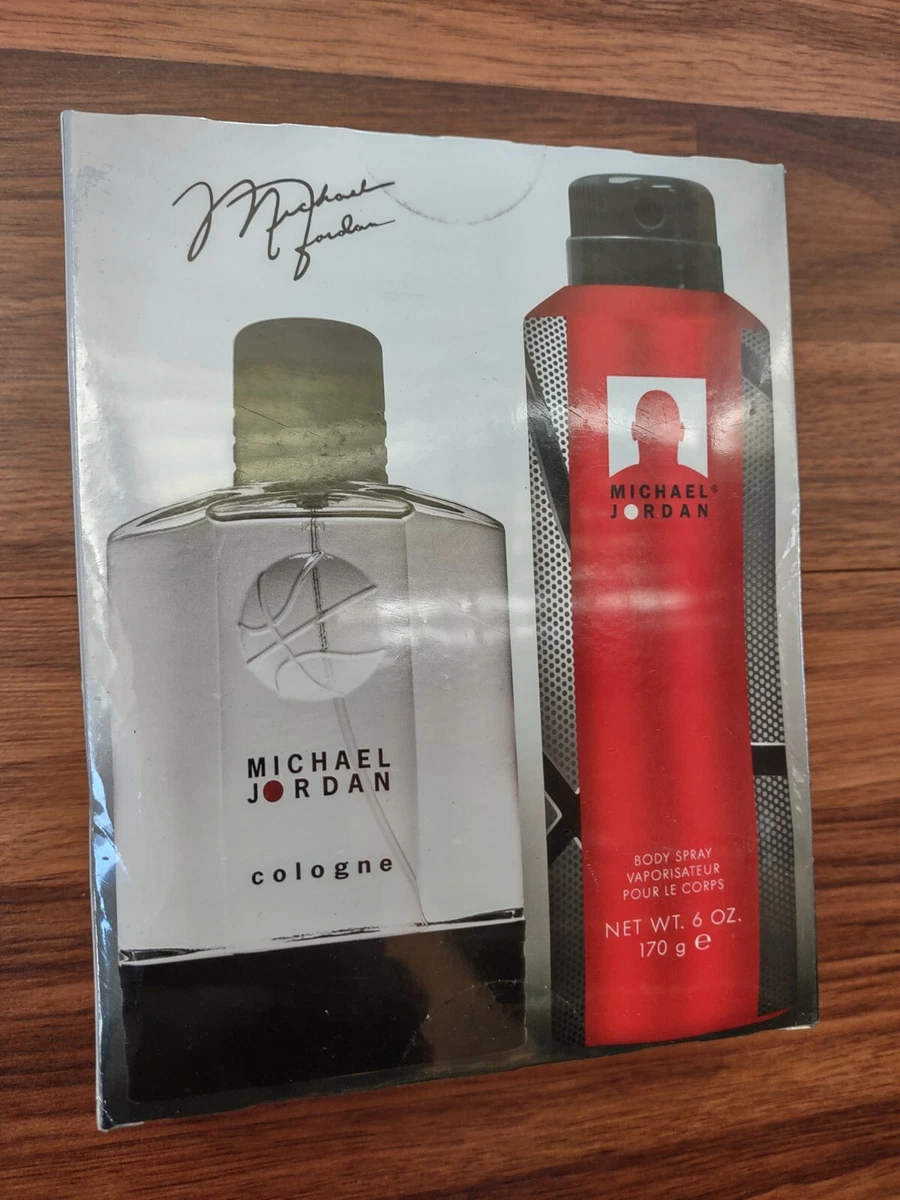 Michael
Jordan
MICHAEL®
JORDAN
MICHAEL
JORDAN
cologne
BODY SPRAY
VAPORISATEUR
POUR LE CORPS
NET WT. 6 OZ.
170 g e